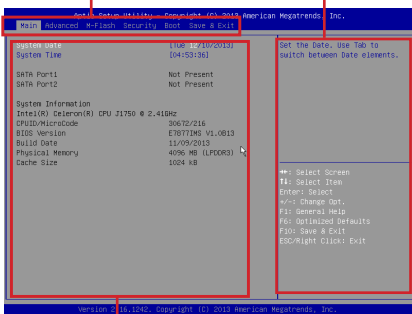 Aptio Setup Utility - Copyright (C) 2013 American Megatrends, Inc.
Main Advanced M-Flash Security Boot Save & Exit
System Date [Tue 12/10/2013]
System Time [04:53:36]
SATA Port1 Not Present
SATA Port2 Not Present
System Information
Intel(R) Celeron(R) CPU J1750 @ 2.41GHz
CPUID/MicroCode 30672/216
BIOS Version E7877IMS V1.0B13
Build Date 11/09/2013
Physical Memory 4096 MB (LPDDR3)
Cache Size 1024 kB
Set the Date. Use Tab to
switch between Date elements.
→←: Select Screen
↑↓: Select Item
Enter: Select
+/-: Change Opt.
F1: General Help
F6: Optimized Defaults
F10: Save & Exit
ESC/Right Click: Exit
Version 2.16.1242. Copyright (C) 2013 American Megatrends, Inc.